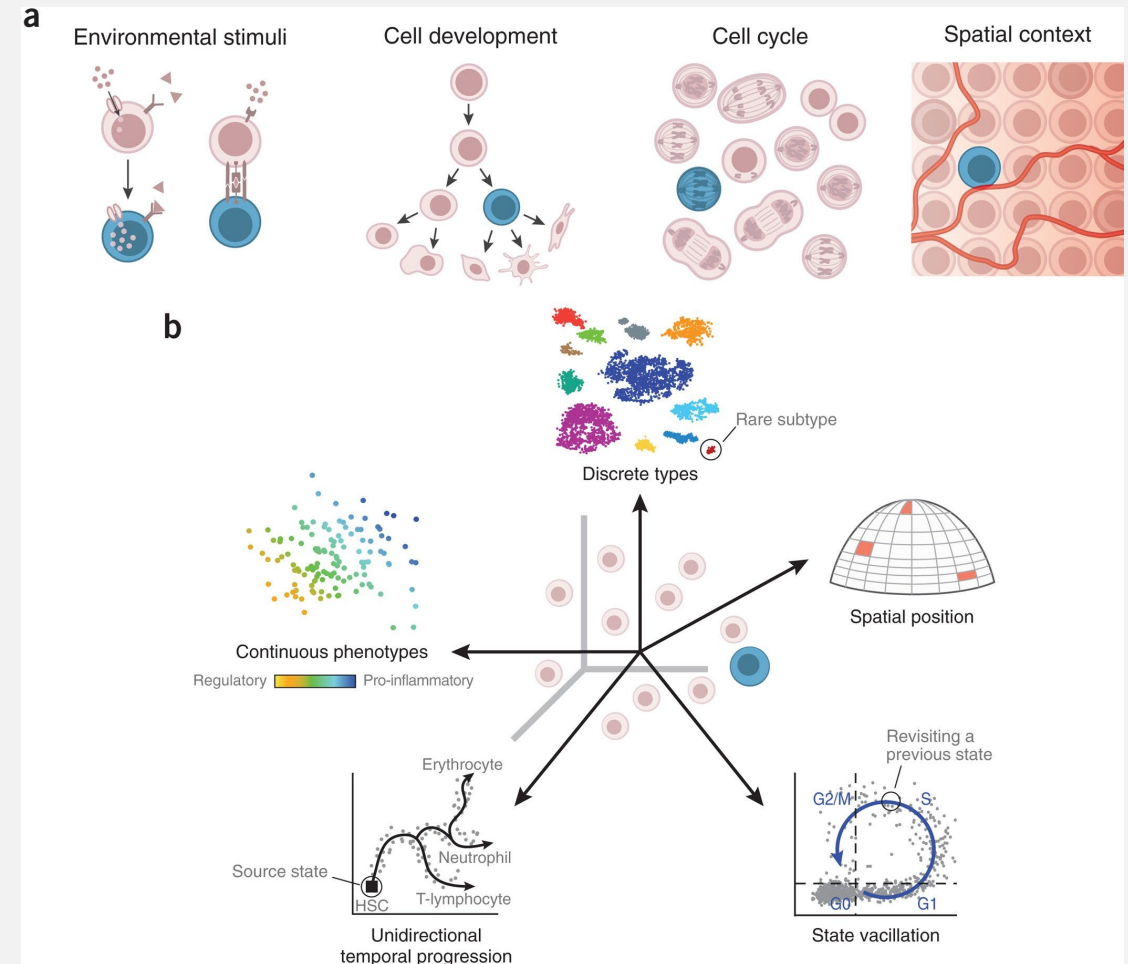 a
Environmental stimuli
Cell development
Cell cycle
Spatial context
b
Rare subtype
Discrete types
Spatial position
Continuous phenotypes
Regulatory
Pro-inflammatory
Erythrocyte
Neutrophil
Source state
HSC
T-lymphocyte
Unidirectional
temporal progression
Revisiting a
previous state
G2/M
S
G0
G1
State vacillation